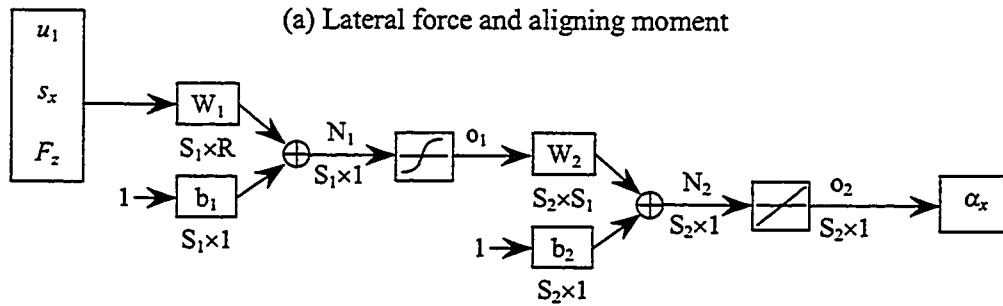 (a) Lateral force and aligning moment
u₁
sₓ
F_z
W₁
S₁×R
1
b₁
S₁×1
N₁
S₁×1
o₁
W₂
S₂×S₁
1
b₂
S₂×1
N₂
S₂×1
o₂
S₂×1
αₓ